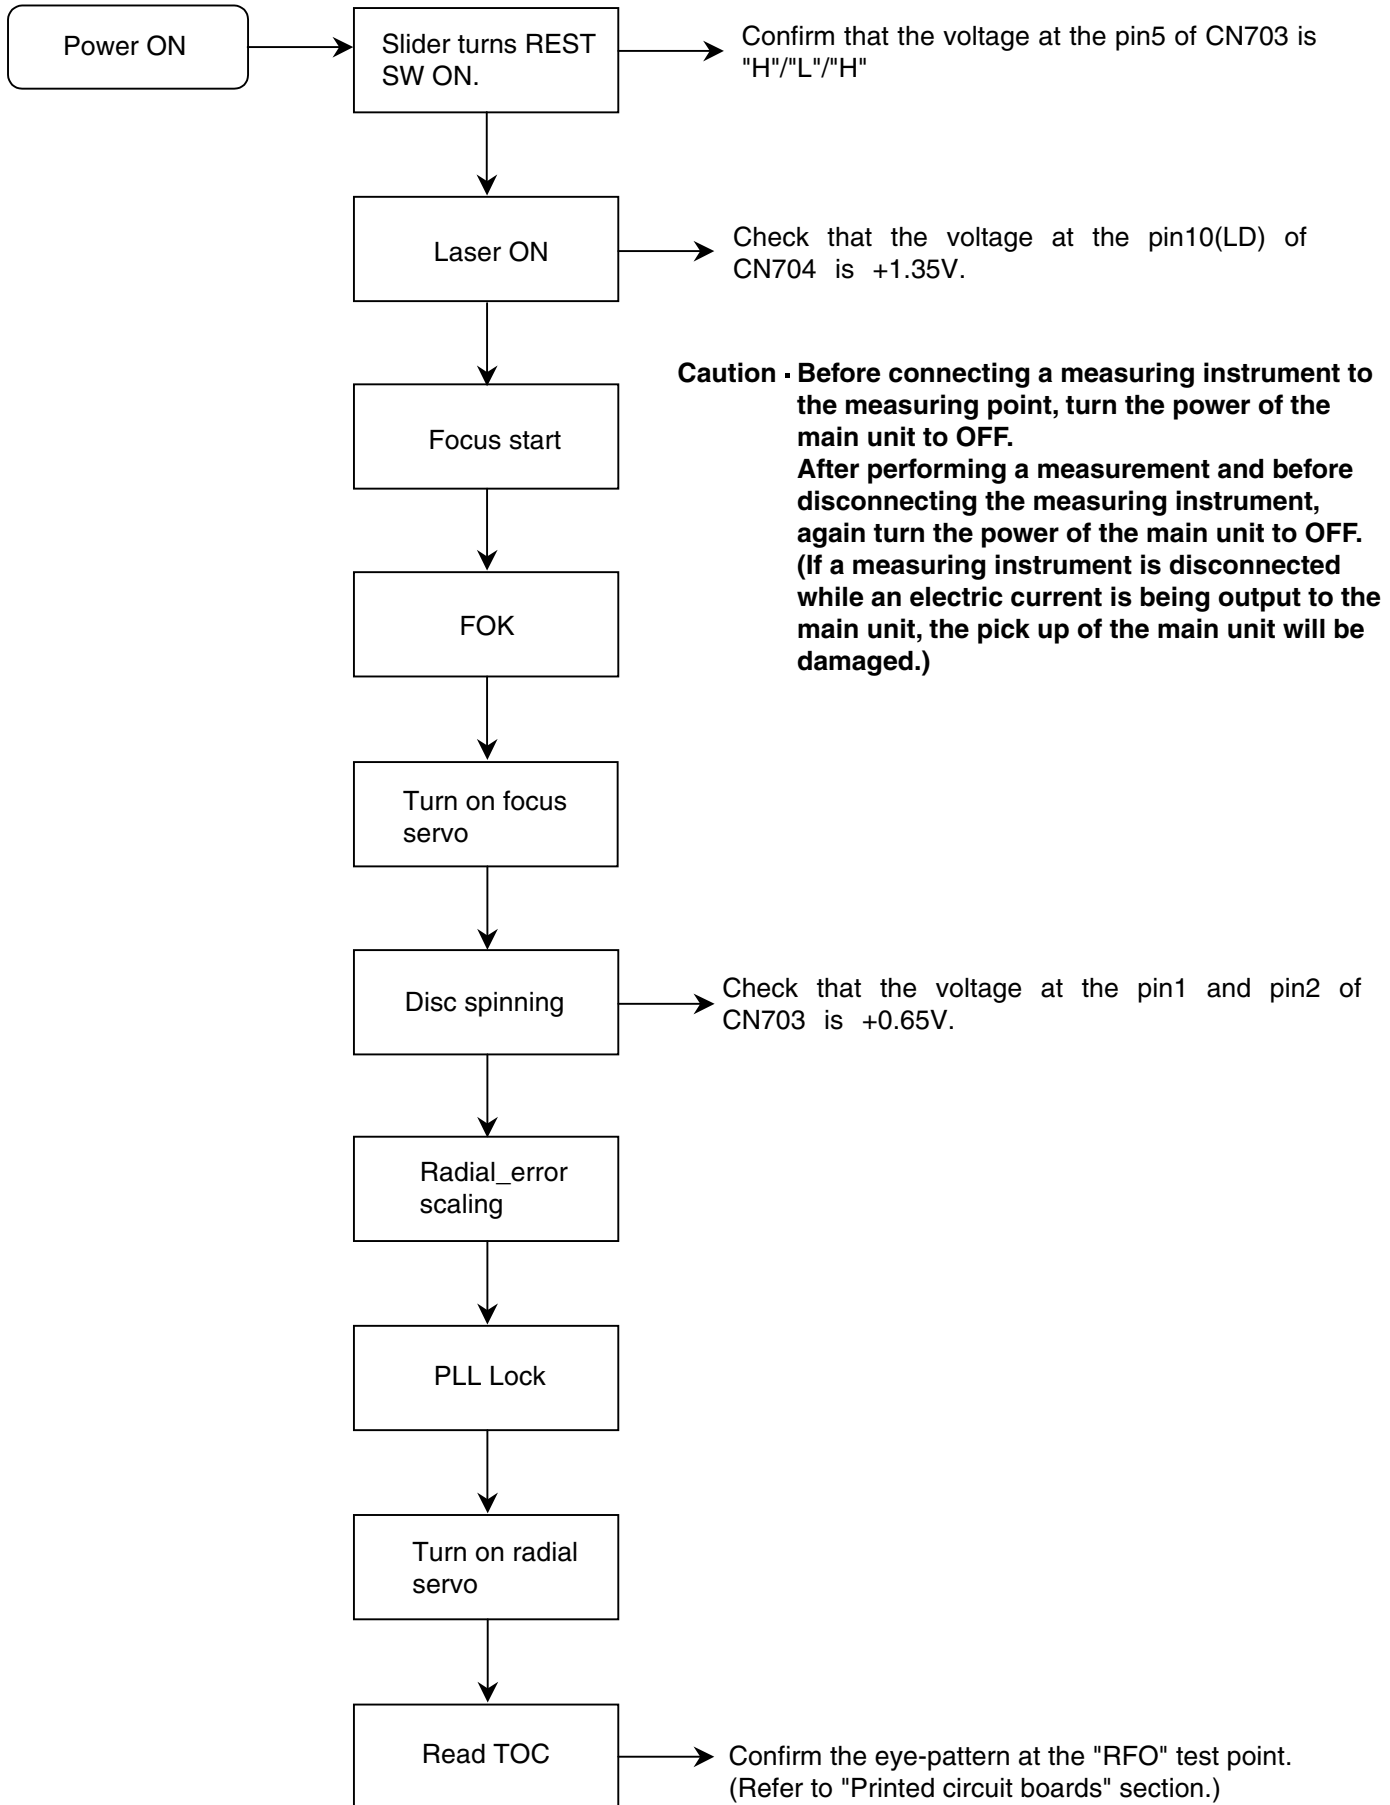 Power ON
Slider turns REST
SW ON.
Confirm that the voltage at the pin5 of CN703 is
"H"/"L"/"H"
Laser ON
Check that the voltage at the pin10(LD) of
CN704 is +1.35V.
Caution · Before connecting a measuring instrument to
the measuring point, turn the power of the
main unit to OFF.
After performing a measurement and before
disconnecting the measuring instrument,
again turn the power of the main unit to OFF.
(If a measuring instrument is disconnected
while an electric current is being output to the
main unit, the pick up of the main unit will be
damaged.)
Focus start
FOK
Turn on focus
servo
Disc spinning
Check that the voltage at the pin1 and pin2 of
CN703 is +0.65V.
Radial_error
scaling
PLL Lock
Turn on radial
servo
Read TOC
Confirm the eye-pattern at the "RFO" test point.
(Refer to "Printed circuit boards" section.)